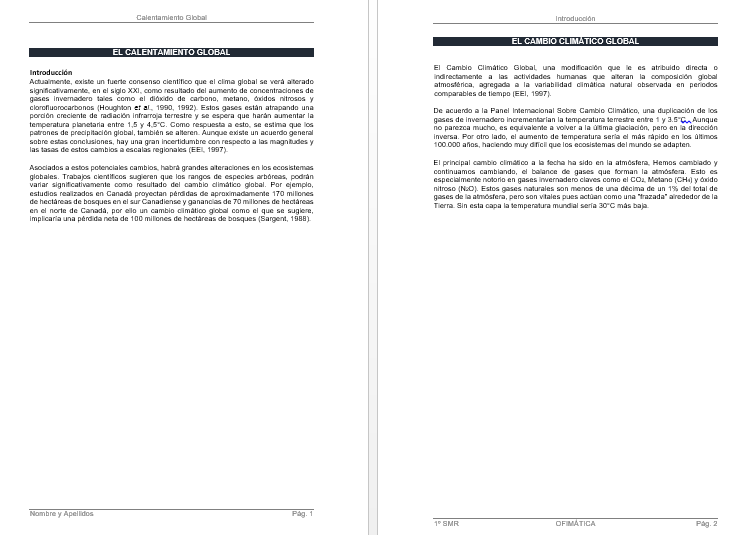 Calentamiento Global
EL CALENTAMIENTO GLOBAL
Introducción
Actualmente, existe un fuerte consenso científico que el clima global se verá alterado
significativamente, en el siglo XXI, como resultado del aumento de concentraciones de
gases invernadero tales como el dióxido de carbono, metano, óxidos nitrosos y
clorofluorocarbonos (Houghton et al., 1990, 1992). Estos gases están atrapando una
porción creciente de radiación infrarroja terrestre y se espera que harán aumentar la
temperatura planetaria entre 1,5 y 4,5°C. Como respuesta a esto, se estima que los
patrones de precipitación global, también se alteren. Aunque existe un acuerdo general
sobre estas conclusiones, hay una gran incertidumbre con respecto a las magnitudes y
las tasas de estos cambios a escalas regionales (EEI, 1997).
Asociados a estos potenciales cambios, habrá grandes alteraciones en los ecosistemas
globales. Trabajos científicos sugieren que los rangos de especies arbóreas, podrán
variar significativamente como resultado del cambio climático global. Por ejemplo,
estudios realizados en Canadá proyectan pérdidas de aproximadamente 170 millones
de hectáreas de bosques en el sur Canadiense y ganancias de 70 millones de hectáreas
en el norte de Canadá, por ello un cambio climático global como el que se sugiere,
implicaría una pérdida neta de 100 millones de hectáreas de bosques (Sargent, 1988).
Nombre y Apellidos Pág. 1
Introducción
EL CAMBIO CLIMÁTICO GLOBAL
El Cambio Climático Global, una modificación que le es atribuido directa o
indirectamente a las actividades humanas que alteran la composición global
atmosférica, agregada a la variabilidad climática natural observada en periodos
comparables de tiempo (EEI, 1997).
De acuerdo a la Panel Internacional Sobre Cambio Climático, una duplicación de los
gases de invernadero incrementarían la temperatura terrestre entre 1 y 3.5°C. Aunque
no parezca mucho, es equivalente a volver a la última glaciación, pero en la dirección
inversa. Por otro lado, el aumento de temperatura sería el más rápido en los últimos
100.000 años, haciendo muy difícil que los ecosistemas del mundo se adapten.
El principal cambio climático a la fecha ha sido en la atmósfera, Hemos cambiado y
continuamos cambiando, el balance de gases que forman la atmósfera. Esto es
especialmente notorio en gases invernadero claves como el CO₂, Metano (CH₄) y óxido
nitroso (N₂O). Estos gases naturales son menos de una décima de un 1% del total de
gases de la atmósfera, pero son vitales pues actúan como una "frazada" alrededor de la
Tierra. Sin esta capa la temperatura mundial sería 30°C más baja.
1º SMR OFIMÁTICA Pág. 2